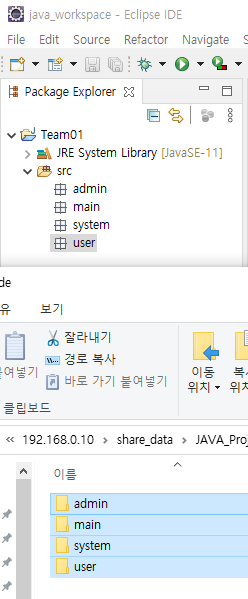 java_workspace - Eclipse IDE
File Edit Source Refactor Navigate
Package Explorer
Team01
JRE System Library [JavaSE-11]
src
admin
main
system
user
de
유 보기
잘라내기
경로 복사
붙여넣기
바로 가기 붙여넣기
이동
위치
복사
위치
클립보드
« 192.168.0.10 > share_data > JAVA_Proj
이름
admin
main
system
user